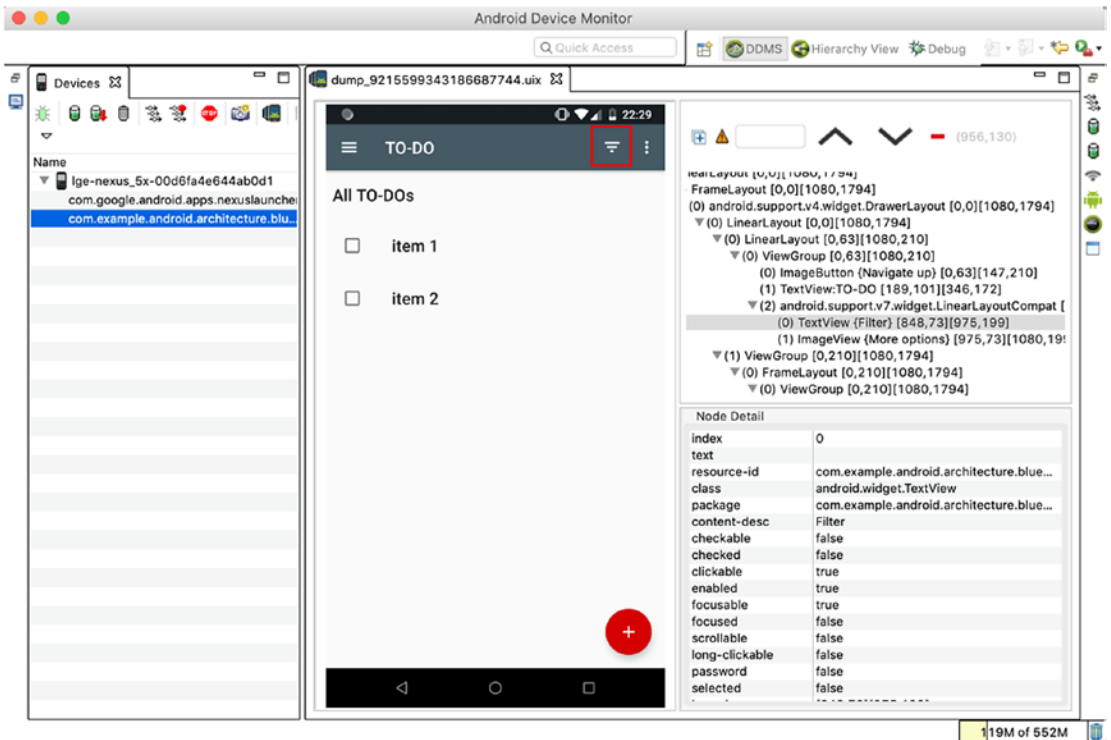 Android Device Monitor
Quick Access
DDMS
Hierarchy View
Debug
Devices
dump_9215599343186687744.uix
Name
lge-nexus_5x-00d6fa4e644ab0d1
com.google.android.apps.nexuslaunche
com.example.android.architecture.blu...
22:29
TO-DO
All TO-DOs
item 1
item 2
(956,130)
FrameLayout [0,0][1080,1794]
(0) android.support.v4.widget.DrawerLayout [0,0][1080,1794]
(0) LinearLayout [0,0][1080,1794]
(0) LinearLayout [0,63][1080,210]
(0) ViewGroup [0,63][1080,210]
(0) ImageButton {Navigate up} [0,63][147,210]
(1) TextView:TO-DO [189,101][346,172]
(2) android.support.v7.widget.LinearLayoutCompat [
(0) TextView {Filter} [848,73][975,199]
(1) ImageView {More options} [975,73][1080,19
(1) ViewGroup [0,210][1080,1794]
(0) FrameLayout [0,210][1080,1794]
(0) ViewGroup [0,210][1080,1794]
Node Detail
index 0
text
resource-id com.example.android.architecture.blue...
class android.widget.TextView
package com.example.android.architecture.blue...
content-desc Filter
checkable false
checked false
clickable true
enabled true
focusable true
focused false
scrollable false
long-clickable false
password false
selected false
119M of 552M